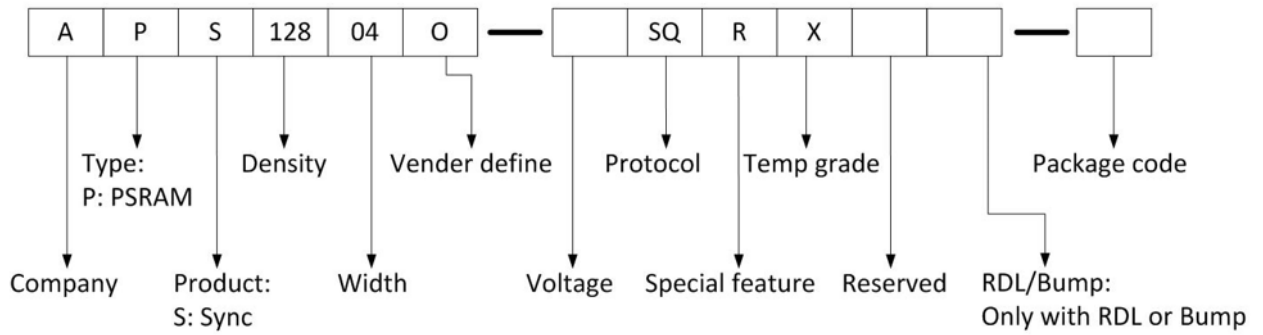 A P S 128 04 O — SQ R X —
Type:
P: PSRAM
Density
Vender define
Protocol
Temp grade
Package code
Company
Product:
S: Sync
Width
Voltage
Special feature
Reserved
RDL/Bump:
Only with RDL or Bump